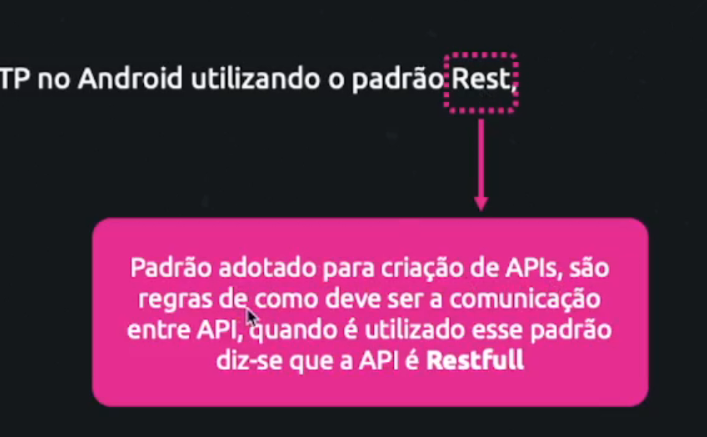 TP no Android utilizando o padrão Rest,
Padrão adotado para criação de APIs, são
regras de como deve ser a comunicação
entre API, quando é utilizado esse padrão
diz-se que a API é Restfull